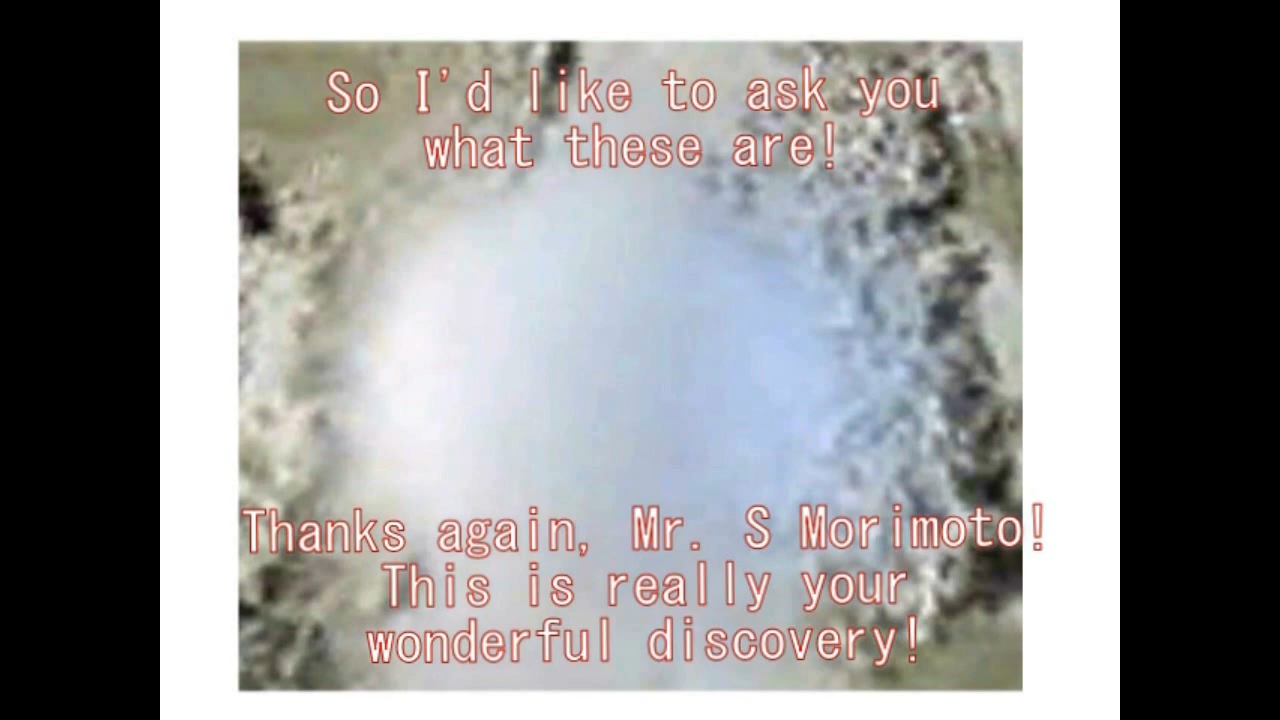 So I'd like to ask you
what these are!
Thanks again, Mr. S Morimoto!
This is really your
wonderful discovery!